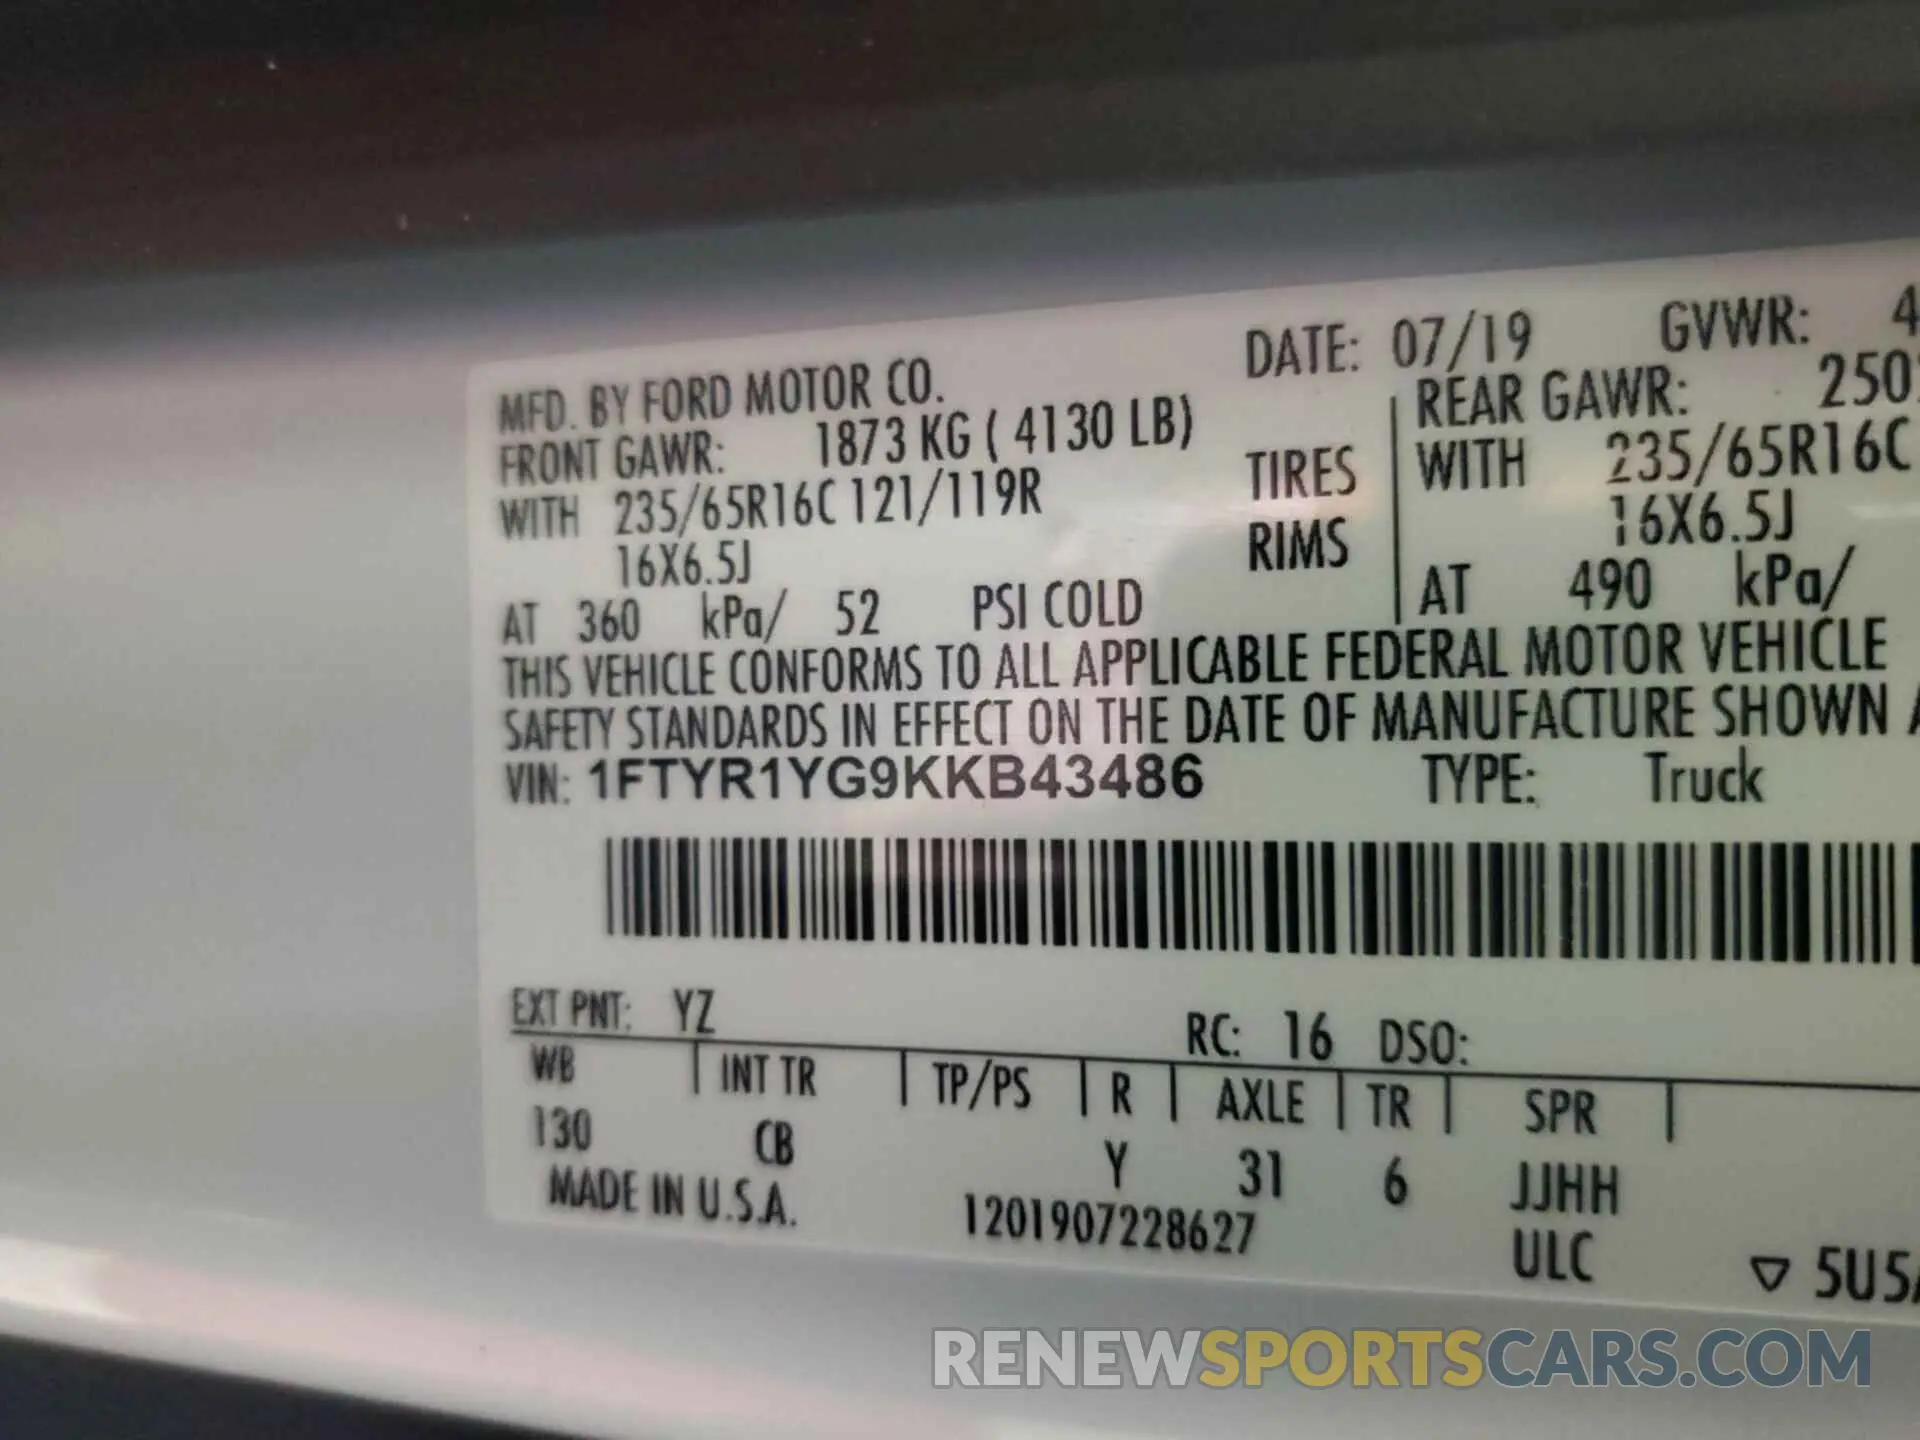 MFD. BY FORD MOTOR CO. DATE: 07/19 GVWR: 4
FRONT GAWR: 1873 KG ( 4130 LB) REAR GAWR: 250
WITH 235/65R16C 121/119R TIRES WITH 235/65R16C
16X6.5J RIMS 16X6.5J
AT 360 kPa/ 52 PSI COLD AT 490 kPa/
THIS VEHICLE CONFORMS TO ALL APPLICABLE FEDERAL MOTOR VEHICLE
SAFETY STANDARDS IN EFFECT ON THE DATE OF MANUFACTURE SHOWN
VIN: 1FTYR1YG9KKB43486 TYPE: Truck
EXT PNT: YZ RC: 16 DSO:
WB INT TR TP/PS R AXLE TR SPR
130 CB Y 31 6 JJHH
MADE IN U.S.A. 1201907228627 ULC ▽ 5U5
RENEWSPORTSCARS.COM